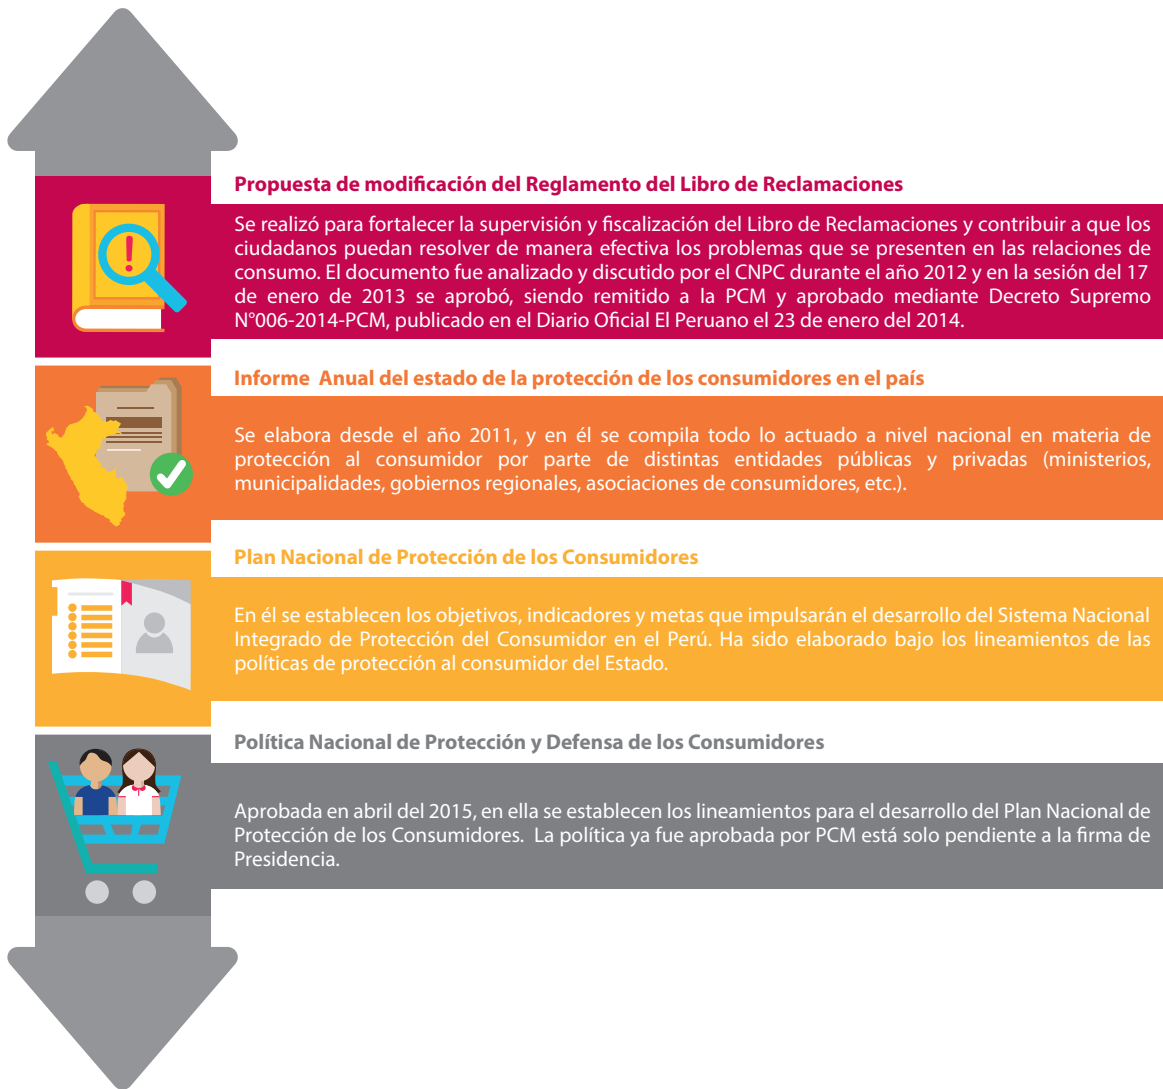 Propuesta de modificación del Reglamento del Libro de Reclamaciones
Se realizó para fortalecer la supervisión y fiscalización del Libro de Reclamaciones y contribuir a que los
ciudadanos puedan resolver de manera efectiva los problemas que se presenten en las relaciones de
consumo. El documento fue analizado y discutido por el CNPC durante el año 2012 y en la sesión del 17
de enero de 2013 se aprobó, siendo remitido a la PCM y aprobado mediante Decreto Supremo
N°006-2014-PCM, publicado en el Diario Oficial El Peruano el 23 de enero del 2014.
Informe Anual del estado de la protección de los consumidores en el país
Se elabora desde el año 2011, y en él se compila todo lo actuado a nivel nacional en materia de
protección al consumidor por parte de distintas entidades públicas y privadas (ministerios,
municipalidades, gobiernos regionales, asociaciones de consumidores, etc.).
Plan Nacional de Protección de los Consumidores
En él se establecen los objetivos, indicadores y metas que impulsarán el desarrollo del Sistema Nacional
Integrado de Protección del Consumidor en el Perú. Ha sido elaborado bajo los lineamientos de las
políticas de protección al consumidor del Estado.
Política Nacional de Protección y Defensa de los Consumidores
Aprobada en abril del 2015, en ella se establecen los lineamientos para el desarrollo del Plan Nacional de
Protección de los Consumidores. La política ya fue aprobada por PCM está solo pendiente a la firma de
Presidencia.